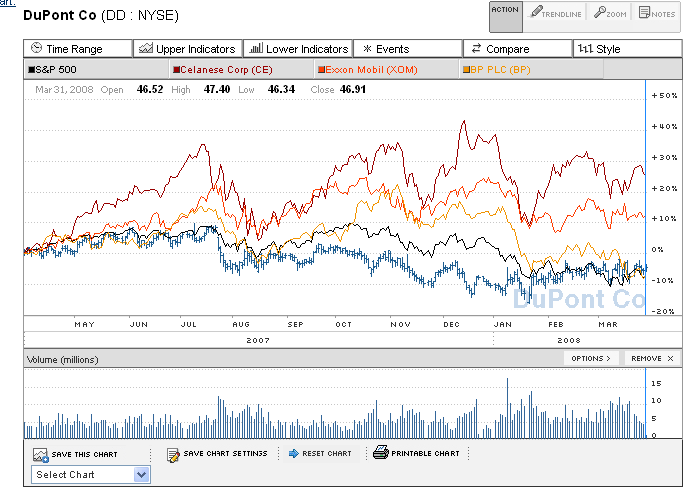 art.
DuPont Co (DD : NYSE)
ACTION TRENDLINE ZOOM NOTES
Time Range Upper Indicators Lower Indicators Events Compare Style
S&P 500 Celanese Corp (CE) Exxon Mobil (XOM) BP PLC (BP)
Mar 31, 2008 Open 46.52 High 47.40 Low 46.34 Close 46.91
+50%
+40%
+30%
+20%
+10%
0%
-10%
DuPont Co
-20%
MAY JUN JUL AUG SEP OCT NOV DEC JAN FEB MAR
2007 2008
Volume (millions) OPTIONS > REMOVE X
15
10
5
0
SAVE THIS CHART SAVE CHART SETTINGS RESET CHART PRINTABLE CHART
Select Chart